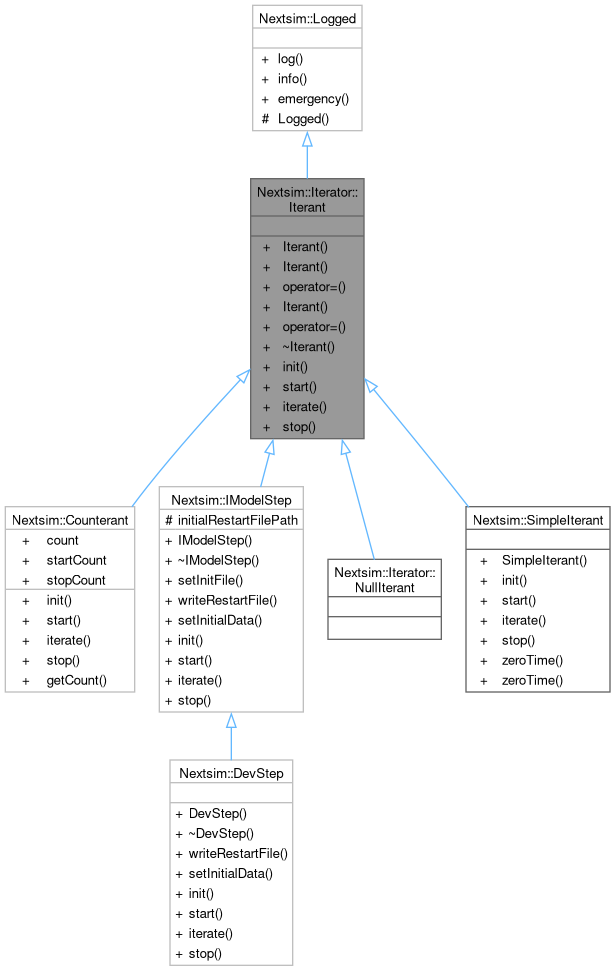 Nextsim::Logged
+ log()
+ info()
+ emergency()
# Logged()
Nextsim::Iterator::
Iterant
+ Iterant()
+ Iterant()
+ operator=()
+ Iterant()
+ operator=()
+ ~Iterant()
+ init()
+ start()
+ iterate()
+ stop()
Nextsim::Counterant
+ count
+ startCount
+ stopCount
+ init()
+ start()
+ iterate()
+ stop()
+ getCount()
Nextsim::IModelStep
# initialRestartFilePath
+ IModelStep()
+ ~IModelStep()
+ setInitFile()
+ writeRestartFile()
+ setInitialData()
+ init()
+ start()
+ iterate()
+ stop()
Nextsim::Iterator::
NullIterant
Nextsim::SimpleIterant
+ SimpleIterant()
+ init()
+ start()
+ iterate()
+ stop()
+ zeroTime()
+ zeroTime()
Nextsim::DevStep
+ DevStep()
+ ~DevStep()
+ writeRestartFile()
+ setInitialData()
+ init()
+ start()
+ iterate()
+ stop()